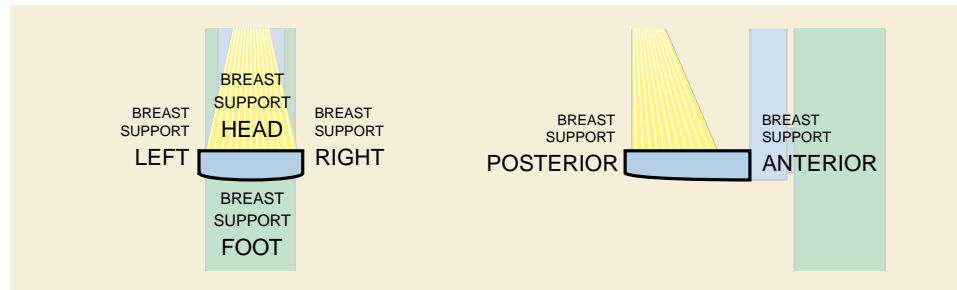 BREAST
SUPPORT
HEAD
BREAST
SUPPORT
LEFT
BREAST
SUPPORT
RIGHT
BREAST
SUPPORT
FOOT
BREAST
SUPPORT
POSTERIOR
BREAST
SUPPORT
ANTERIOR